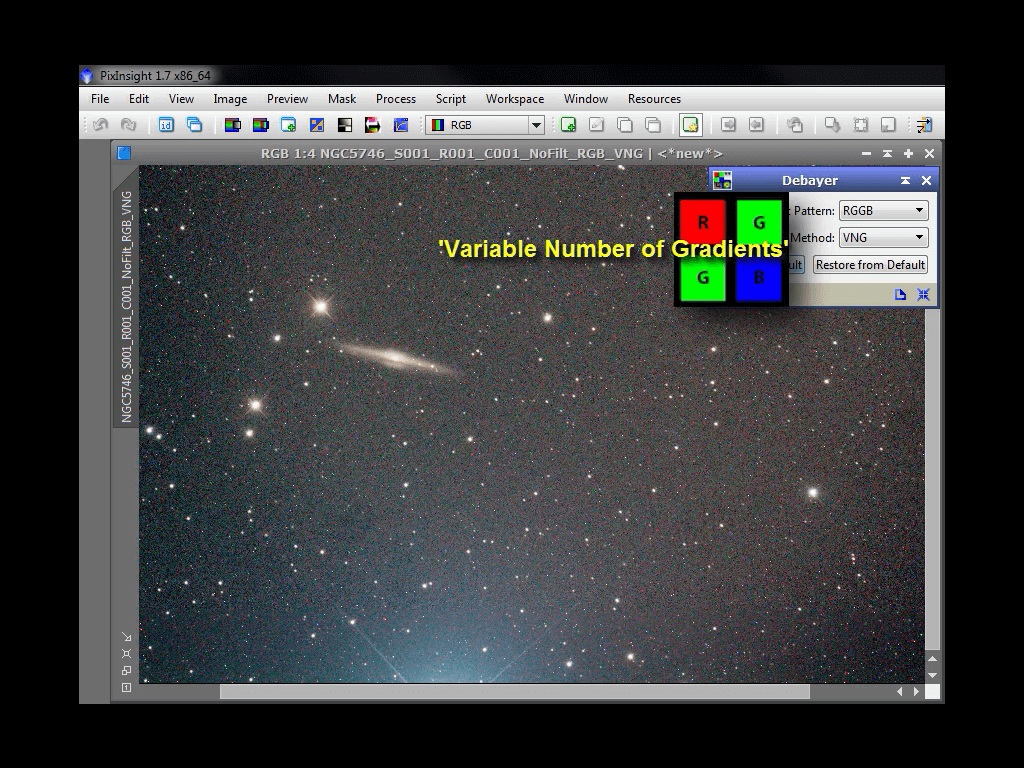 PixInsight 1.7 x86_64
File Edit View Image Preview Mask Process Script Workspace Window Resources
id RGB
RGB 1:4 NGC5746_S001_R001_C001_NoFilt_RGB_VNG | <*new*>
NGC5746_S001_R001_C001_NoFilt_RGB_VNG
Debayer
Pattern: RGGB
Method: VNG
Restore from Default
R G
'Variable Number of Gradients'
G B